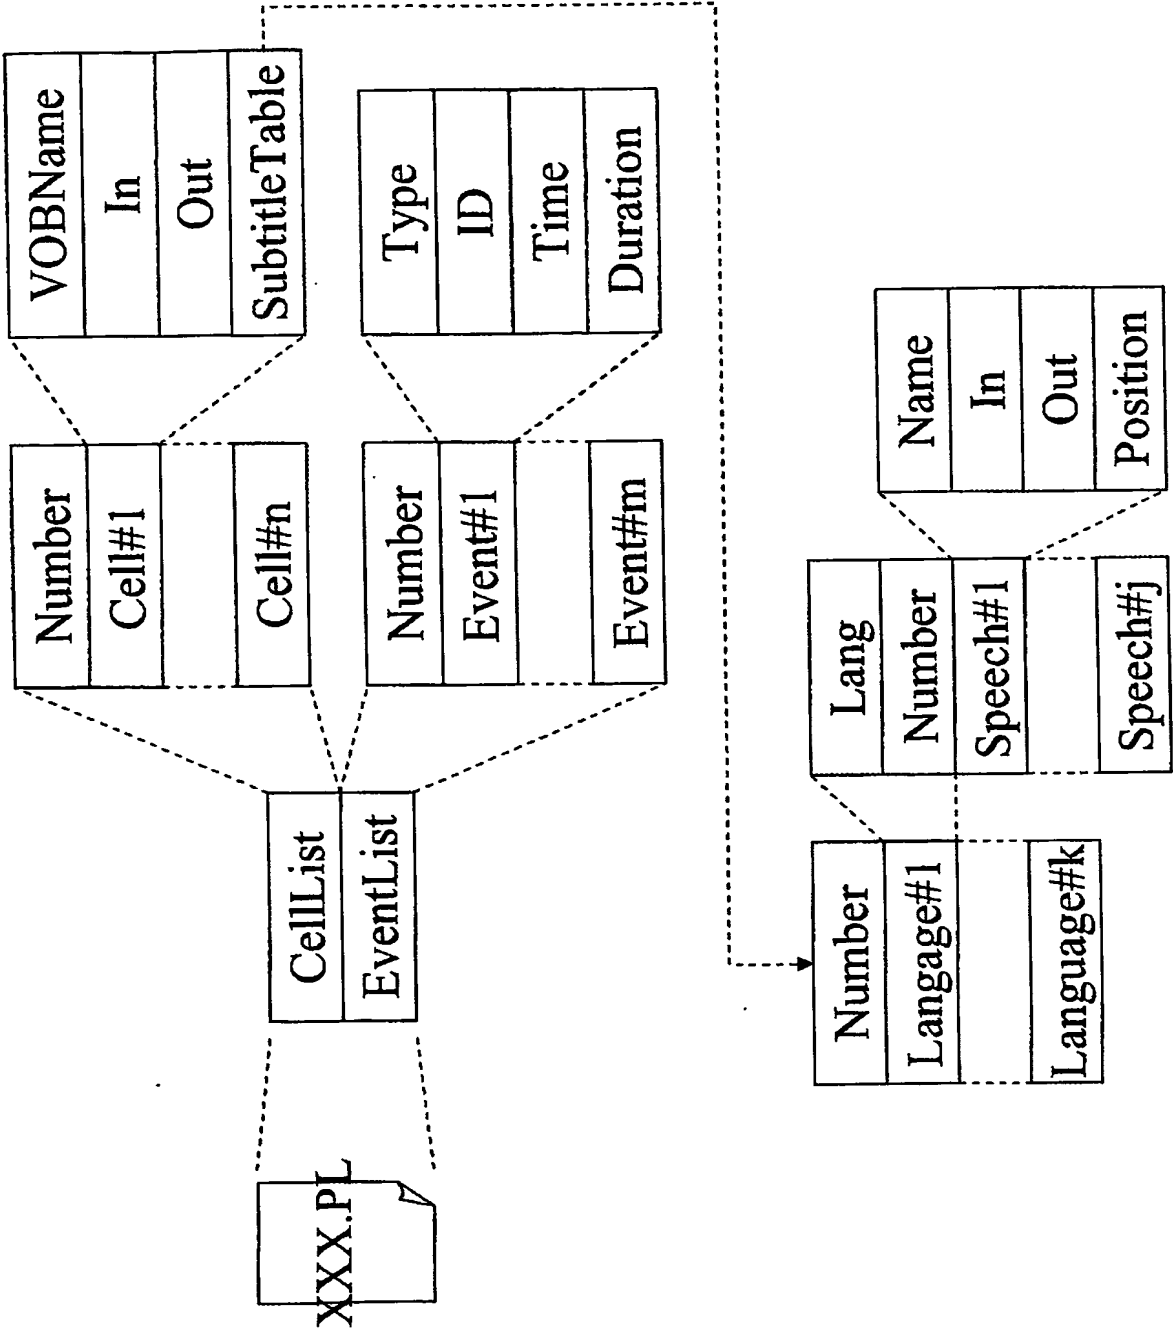 XXX.PL
CellList
EventList
Number
Cell#1
Cell#n
VOBName
In
Out
SubtitleTable
Number
Event#1
Event#m
Type
ID
Time
Duration
Number
Langage#1
Language#k
Lang
Number
Speech#1
Speech#j
Name
In
Out
Position